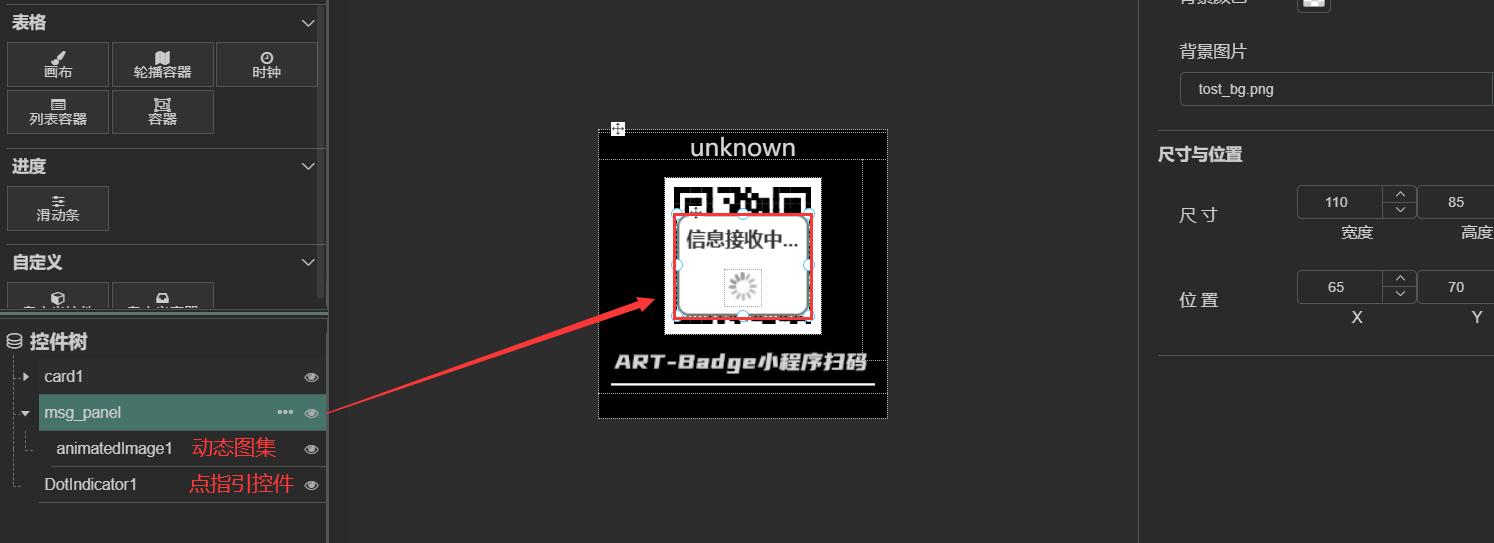 表格
画布
轮播容器
时钟
列表容器
容器
进度
滑动条
自定义
控件树
card1
msg_panel
animatedImage1 动态图集
DotIndicator1 点指引控件
unknown
信息接收中...
ART-Badge小程序扫码
背景图片
tost_bg.png
尺寸与位置
尺寸
110
85
宽度
高度
位置
65
70
X
Y